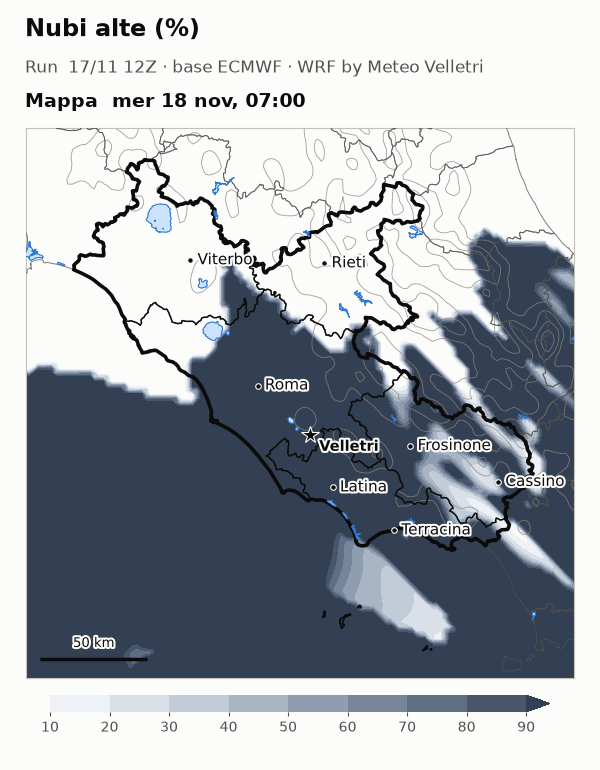 Nubi alte (%)
Run 17/11 12Z · base ECMWF · WRF by Meteo Velletri
Mappa mer 18 nov, 07:00
Viterbo
Rieti
Roma
Velletri
Frosinone
Latina
Cassino
Terracina
50 km
10 20 30 40 50 60 70 80 90